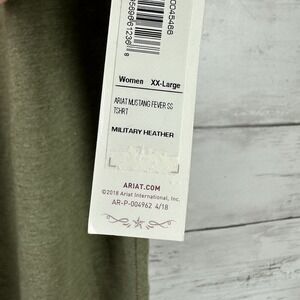 Women XX-Large
ARIAT MUSTANG FEVER SS
TSHRT
MILITARY HEATHER
ARIAT.COM
©2018 Ariat International, Inc.
AR-P-004962 4/18